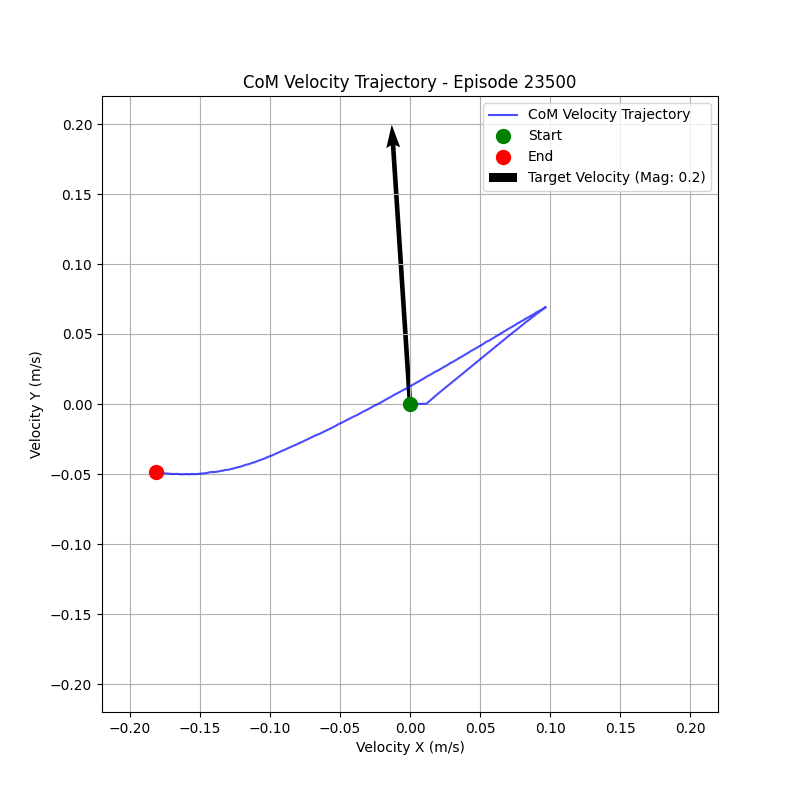 CoM Velocity Trajectory - Episode 23500
CoM Velocity Trajectory
Start
End
Target Velocity (Mag: 0.2)
0.20
0.15
0.10
0.05
0.00
−0.05
−0.10
−0.15
−0.20
Velocity Y (m/s)
−0.20 −0.15 −0.10 −0.05 0.00 0.05 0.10 0.15 0.20
Velocity X (m/s)